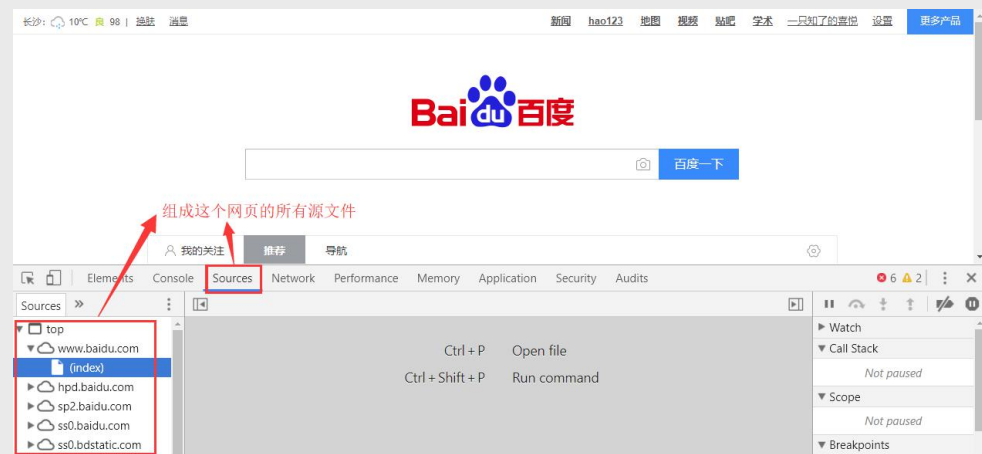 长沙: 10℃ 良 98 | 换肤 消息 新闻 hao123 地图 视频 贴吧 学术 一只知了的喜悦 设置 更多产品
Bai du 百度
百度一下
组成这个网页的所有源文件
我的关注 推荐 导航
Elements Console Sources Network Performance Memory Application Security Audits 6 2
Sources »
top
www.baidu.com
(index)
hpd.baidu.com
sp2.baidu.com
ss0.baidu.com
ss0.bdstatic.com
Ctrl + P Open file
Ctrl + Shift + P Run command
Watch
Call Stack
Not paused
Scope
Not paused
Breakpoints